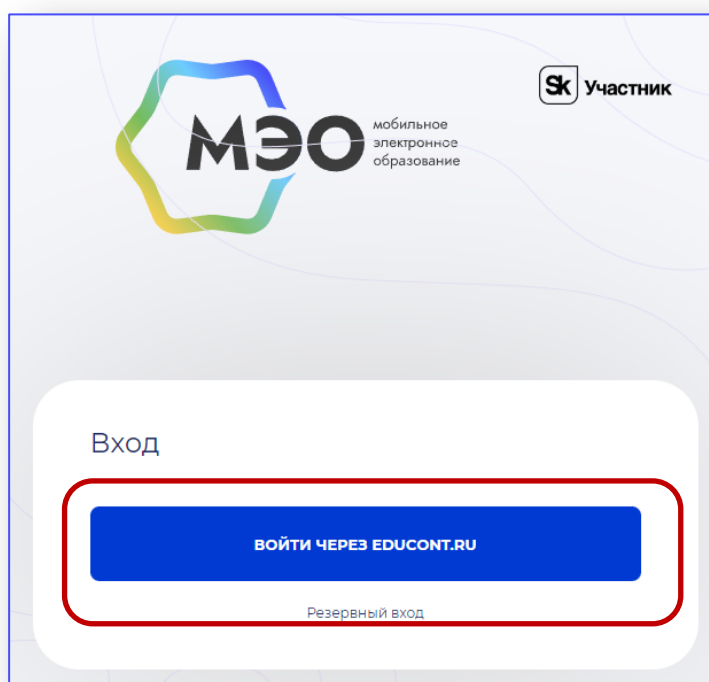 МЭО
мобильное
электронное
образование
Sk Участник
Вход
ВОЙТИ ЧЕРЕЗ EDUCONT.RU
Резервный вход